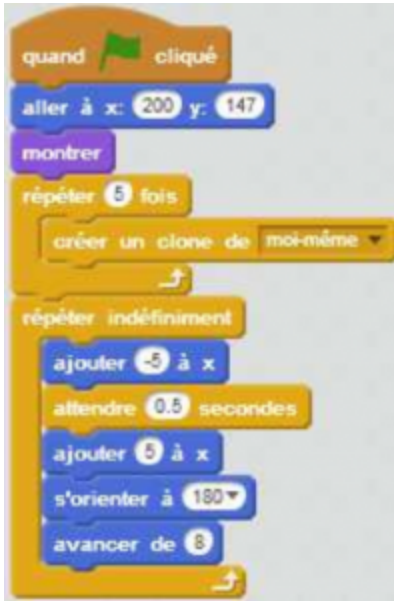 quand cliqué
aller à x: 200 y: 147
montrer
répéter 5 fois
créer un clone de moi-même
répéter indéfiniment
ajouter -5 à x
attendre 0.5 secondes
ajouter 5 à x
s'orienter à 180
avancer de 8